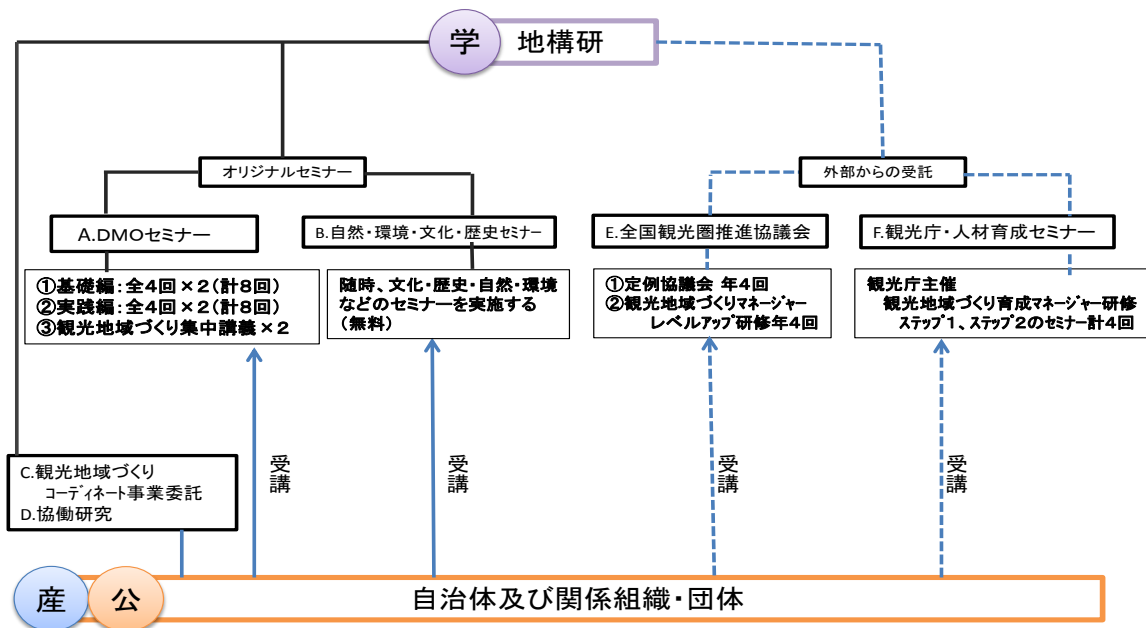 学 地構研
オリジナルセミナー
外部からの受託
A.DMOセミナー
B.自然・環境・文化・歴史セミナー
E.全国観光圏推進協議会
F.観光庁・人材育成セミナー
①基礎編:全4回×2(計8回)
②実践編:全4回×2(計8回)
③観光地域づくり集中講義×2
随時、文化・歴史・自然・環境
などのセミナーを実施する
(無料)
①定例協議会 年4回
②観光地域づくりマネージャー
レベルアップ研修年4回
観光庁主催
観光地域づくり育成マネージャー研修
ステップ1、ステップ2のセミナー計4回
C.観光地域づくり
コーディネート事業委託
D.協働研究
受講
受講
受講
受講
産 公 自治体及び関係組織・団体